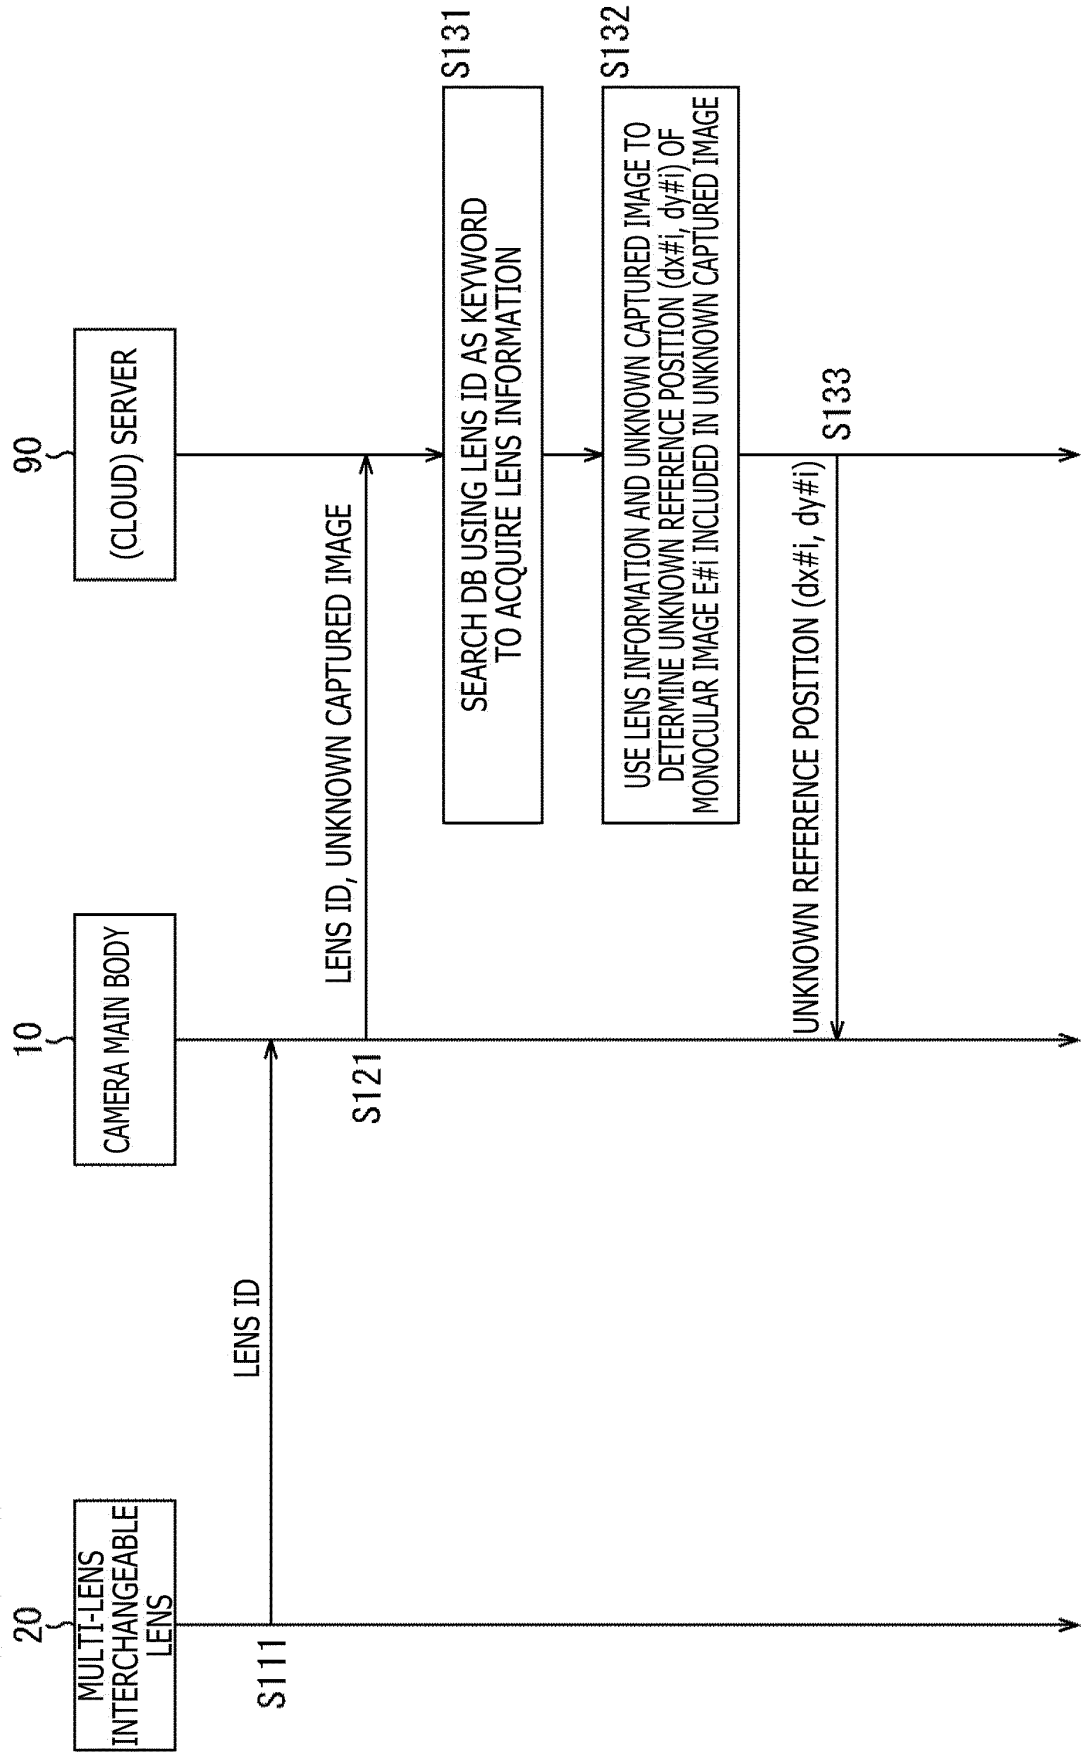 20
MULTI-LENS
INTERCHANGEABLE
LENS
10
CAMERA MAIN BODY
90
(CLOUD) SERVER
S111
LENS ID
S121
LENS ID, UNKNOWN CAPTURED IMAGE
S131
SEARCH DB USING LENS ID AS KEYWORD
TO ACQUIRE LENS INFORMATION
S132
USE LENS INFORMATION AND UNKNOWN CAPTURED IMAGE TO
DETERMINE UNKNOWN REFERENCE POSITION (dx#i, dy#i) OF
MONOCULAR IMAGE E#i INCLUDED IN UNKNOWN CAPTURED IMAGE
UNKNOWN REFERENCE POSITION (dx#i, dy#i)
S133